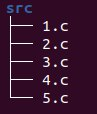 src
├── 1.c
├── 2.c
├── 3.c
├── 4.c
└── 5.c